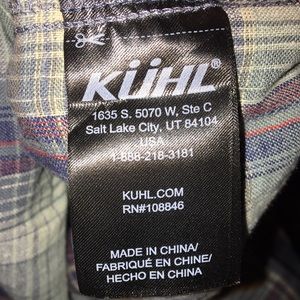 KÜHL®
1635 S. 5070 W, Ste C
Salt Lake City, UT 84104
USA
1-888-218-3181
KUHL.COM
RN#108846
MADE IN CHINA/
FABRIQUÉ EN CHINE/
HECHO EN CHINA